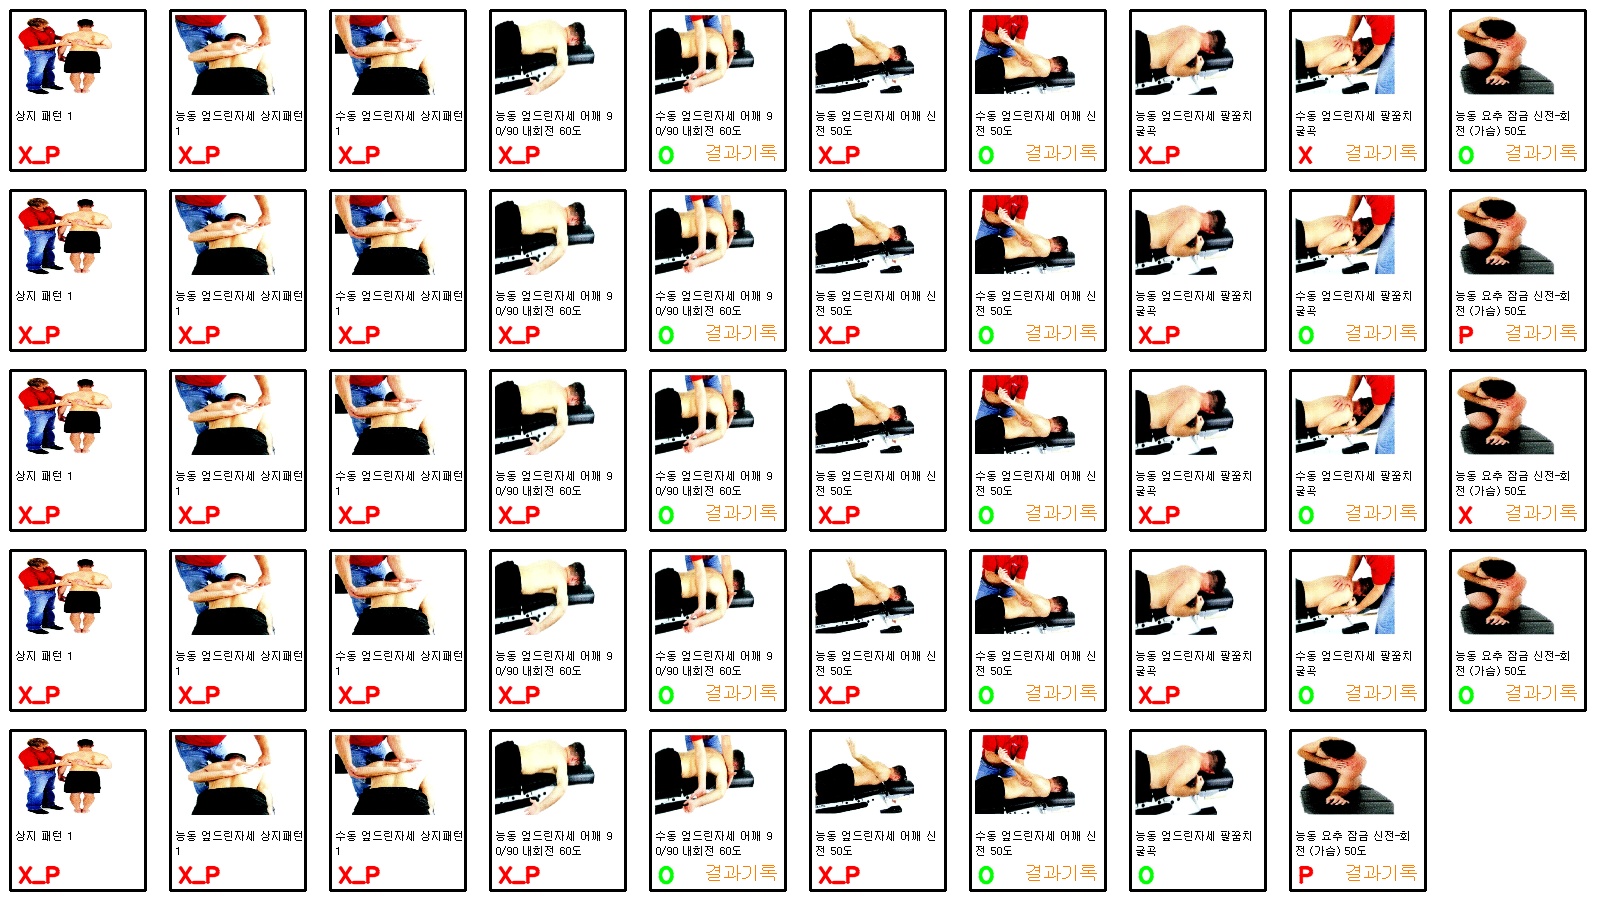 상지 패턴 1
X_P
능동 엎드린자세 상지패턴
1
X_P
수동 엎드린자세 상지패턴
1
X_P
능동 엎드린자세 어깨 9
0/90 내회전 60도
X_P
수동 엎드린자세 어깨 9
0/90 내회전 60도
O 결과기록
능동 엎드린자세 어깨 신
전 50도
X_P
수동 엎드린자세 어깨 신
전 50도
O 결과기록
능동 엎드린자세 팔꿈치
굴곡
X_P
수동 엎드린자세 팔꿈치
굴곡
X 결과기록
능동 요추 잠금 신전-회
전 (가슴) 50도
O 결과기록
상지 패턴 1
X_P
능동 엎드린자세 상지패턴
1
X_P
수동 엎드린자세 상지패턴
1
X_P
능동 엎드린자세 어깨 9
0/90 내회전 60도
X_P
수동 엎드린자세 어깨 9
0/90 내회전 60도
O 결과기록
능동 엎드린자세 어깨 신
전 50도
X_P
수동 엎드린자세 어깨 신
전 50도
O 결과기록
능동 엎드린자세 팔꿈치
굴곡
X_P
수동 엎드린자세 팔꿈치
굴곡
O 결과기록
능동 요추 잠금 신전-회
전 (가슴) 50도
P 결과기록
상지 패턴 1
X_P
능동 엎드린자세 상지패턴
1
X_P
수동 엎드린자세 상지패턴
1
X_P
능동 엎드린자세 어깨 9
0/90 내회전 60도
X_P
수동 엎드린자세 어깨 9
0/90 내회전 60도
O 결과기록
능동 엎드린자세 어깨 신
전 50도
X_P
수동 엎드린자세 어깨 신
전 50도
O 결과기록
능동 엎드린자세 팔꿈치
굴곡
X_P
수동 엎드린자세 팔꿈치
굴곡
O 결과기록
능동 요추 잠금 신전-회
전 (가슴) 50도
X 결과기록
상지 패턴 1
X_P
능동 엎드린자세 상지패턴
1
X_P
수동 엎드린자세 상지패턴
1
X_P
능동 엎드린자세 어깨 9
0/90 내회전 60도
X_P
수동 엎드린자세 어깨 9
0/90 내회전 60도
O 결과기록
능동 엎드린자세 어깨 신
전 50도
X_P
수동 엎드린자세 어깨 신
전 50도
O 결과기록
능동 엎드린자세 팔꿈치
굴곡
X_P
수동 엎드린자세 팔꿈치
굴곡
O 결과기록
능동 요추 잠금 신전-회
전 (가슴) 50도
O 결과기록
상지 패턴 1
X_P
능동 엎드린자세 상지패턴
1
X_P
수동 엎드린자세 상지패턴
1
X_P
능동 엎드린자세 어깨 9
0/90 내회전 60도
X_P
수동 엎드린자세 어깨 9
0/90 내회전 60도
O 결과기록
능동 엎드린자세 어깨 신
전 50도
X_P
수동 엎드린자세 어깨 신
전 50도
O 결과기록
능동 엎드린자세 팔꿈치
굴곡
O
능동 요추 잠금 신전-회
전 (가슴) 50도
P 결과기록